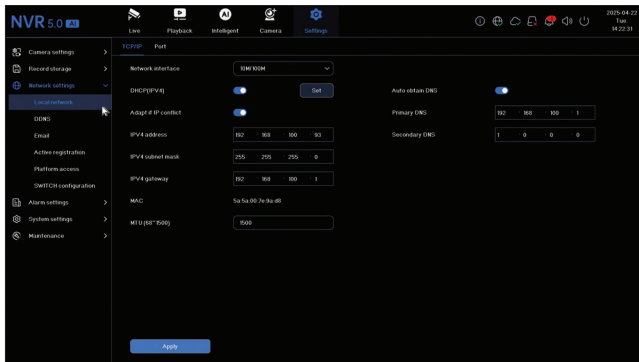 NVR 5.0 AI
Live
Playback
AI
Intelligent
Camera
Settings
2025-04-22
Tue.
14:22:31
Camera settings
Record storage
Network settings
Local network
DDNS
Email
Active registration
Platform access
SWITCH configuration
Alarm settings
System settings
Maintenance
TCP/IP Port
Network interface 10M/100M
DHCP(IPV4) Set Auto obtain DNS
Adapt if IP conflict Primary DNS 192 168 100 1
IPV4 address 192 168 100 93 Secondary DNS 1 0 0 0
IPV4 subnet mask 255 255 255 0
IPV4 gateway 192 168 100 1
MAC 5a:5a:00:7e:9a:d8
MTU (68~1500) 1500
Apply